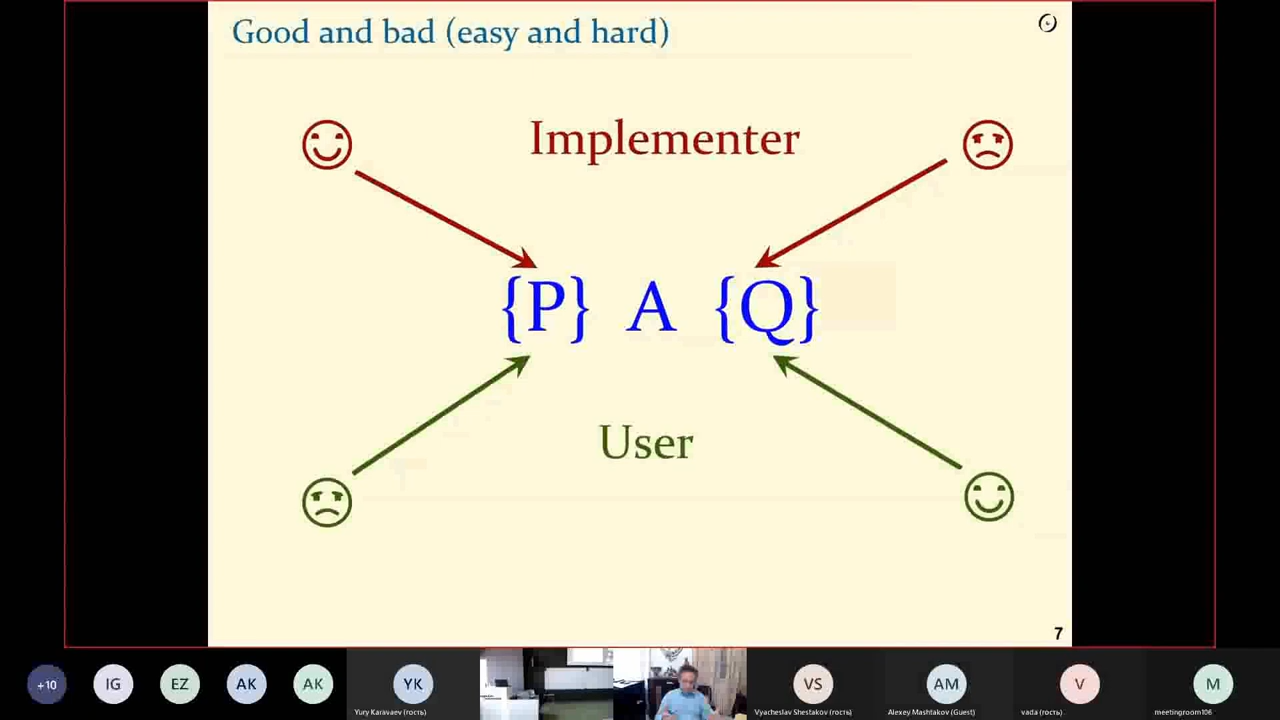 Good and bad (easy and hard)
Implementer
{P} A {Q}
User
7
+10
IG
EZ
AK
AK
YK
VS
AM
V
M
Yury Karavaev (гость)
Vyacheslav Shestakov (гость)
Alexey Mashtakov (Guest)
vada (гость)
meetingroom106